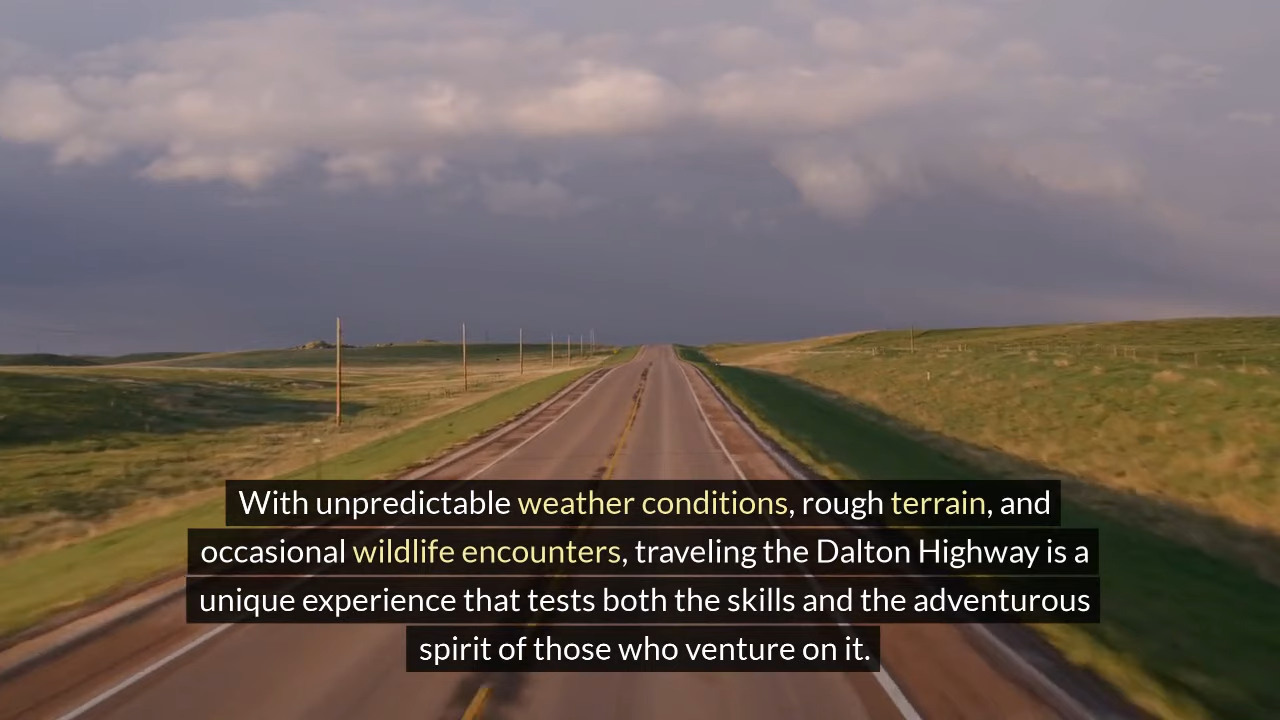 With unpredictable weather conditions, rough terrain, and
occasional wildlife encounters, traveling the Dalton Highway is a
unique experience that tests both the skills and the adventurous
spirit of those who venture on it.